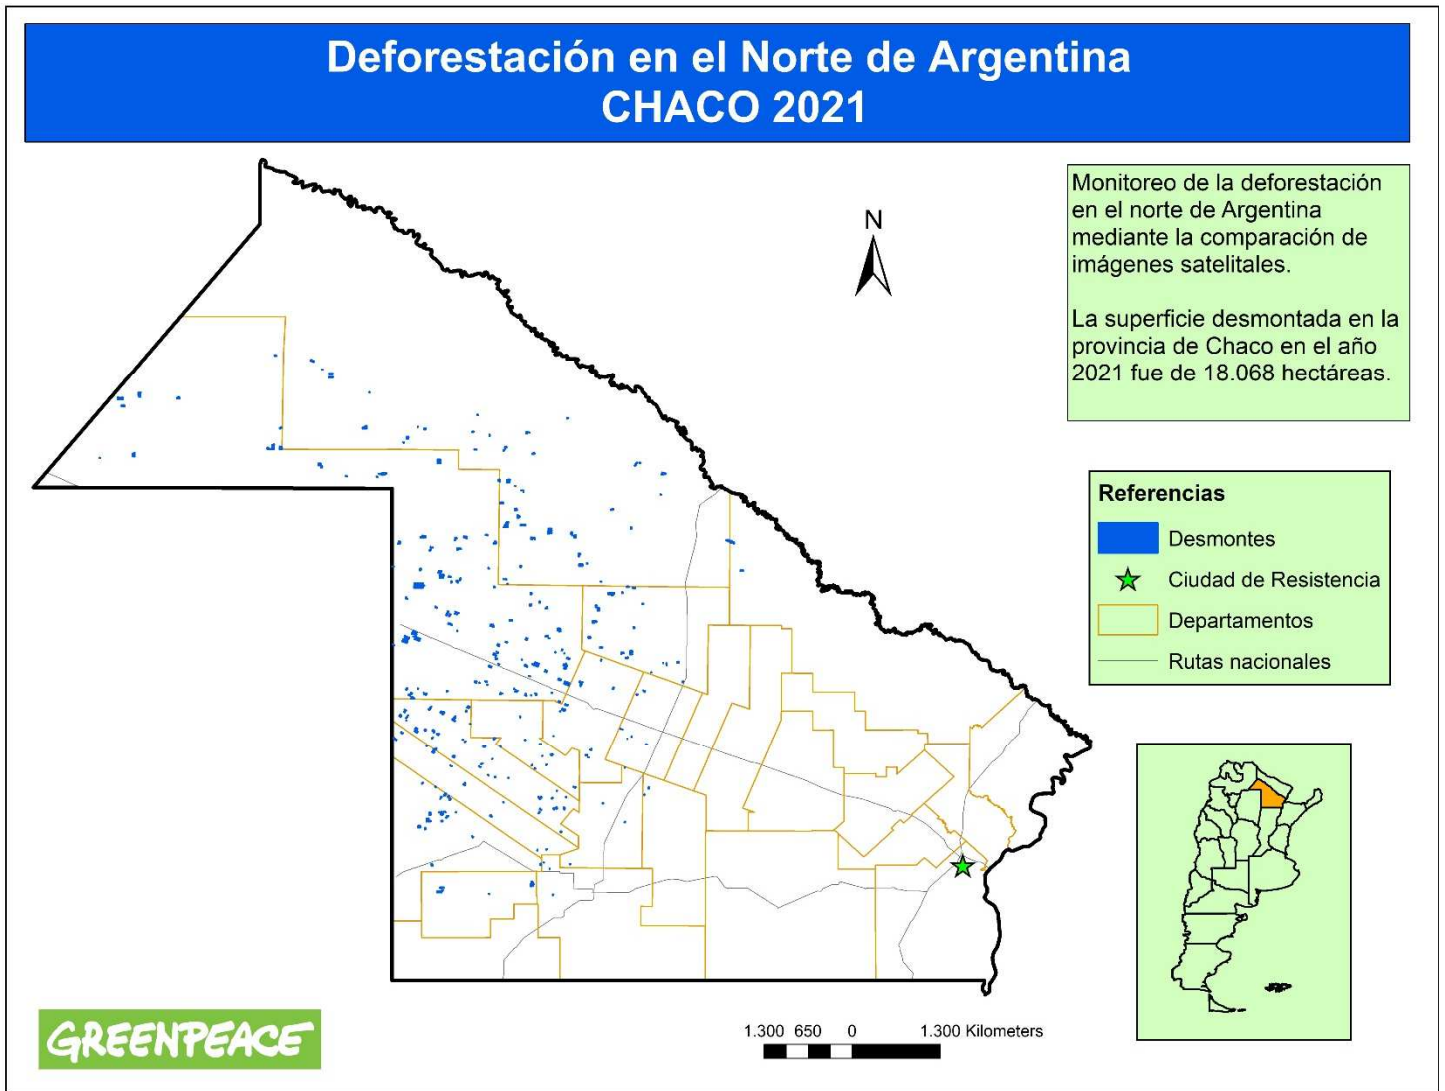 Deforestación en el Norte de Argentina
CHACO 2021
N
Monitoreo de la deforestación
en el norte de Argentina
mediante la comparación de
imágenes satelitales.
La superficie desmontada en la
provincia de Chaco en el año
2021 fue de 18.068 hectáreas.
Referencias
Desmontes
Ciudad de Resistencia
Departamentos
Rutas nacionales
GREENPEACE
1.300 650 0 1.300 Kilometers